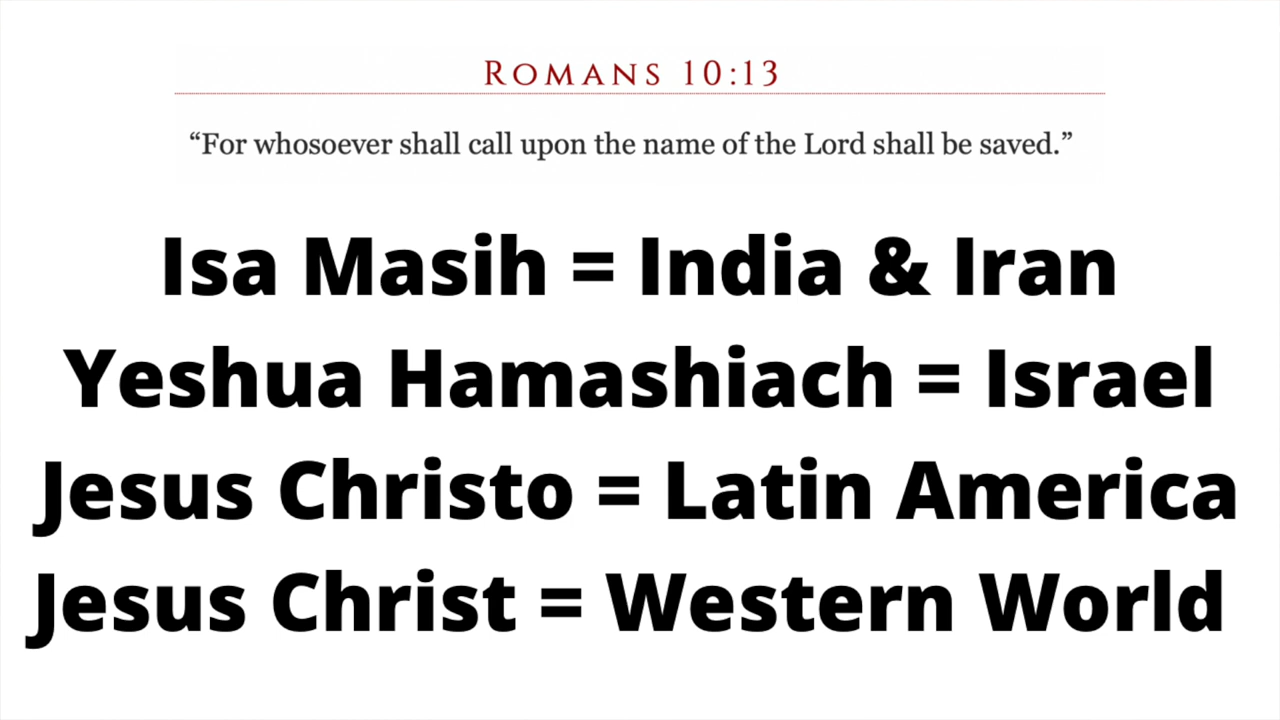 Romans 10:13
“For whosoever shall call upon the name of the Lord shall be saved.”
Isa Masih = India & Iran
Yeshua Hamashiach = Israel
Jesus Christo = Latin America
Jesus Christ = Western World